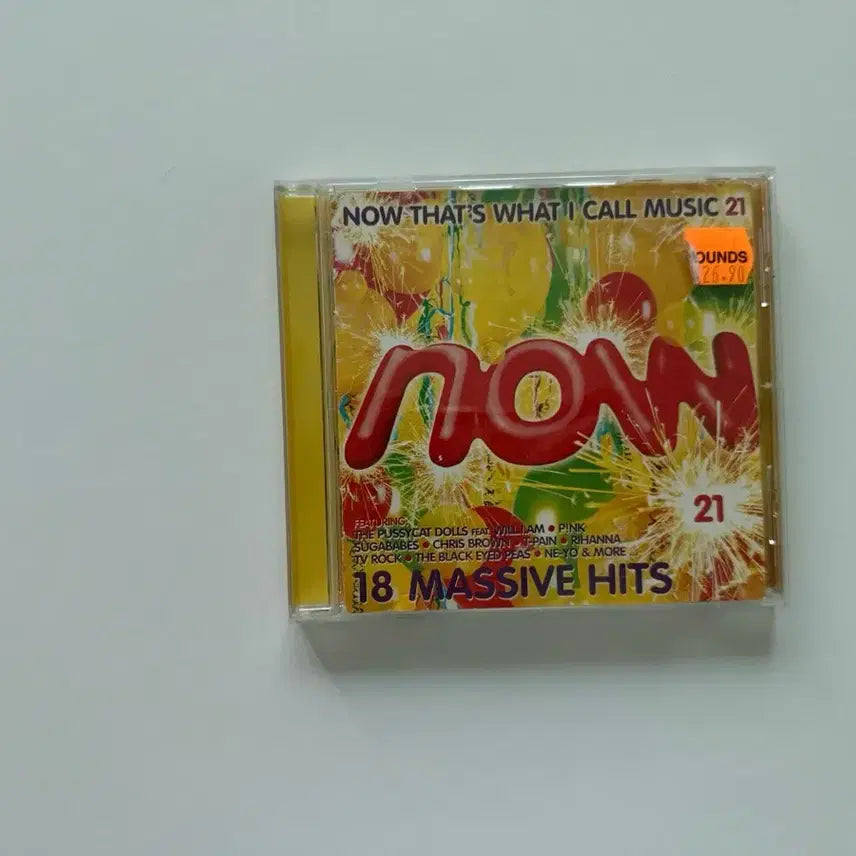 NOW THAT'S WHAT I CALL MUSIC 21
OUNDS
26.90
now
21
FEATURING
THE PUSSYCAT DOLLS FEAT. WILL.I.AM • P!NK
SUGABABES • CHRIS BROWN • T-PAIN • RIHANNA
TV ROCK • THE BLACK EYED PEAS • NE-YO & MORE ...
18 MASSIVE HITS